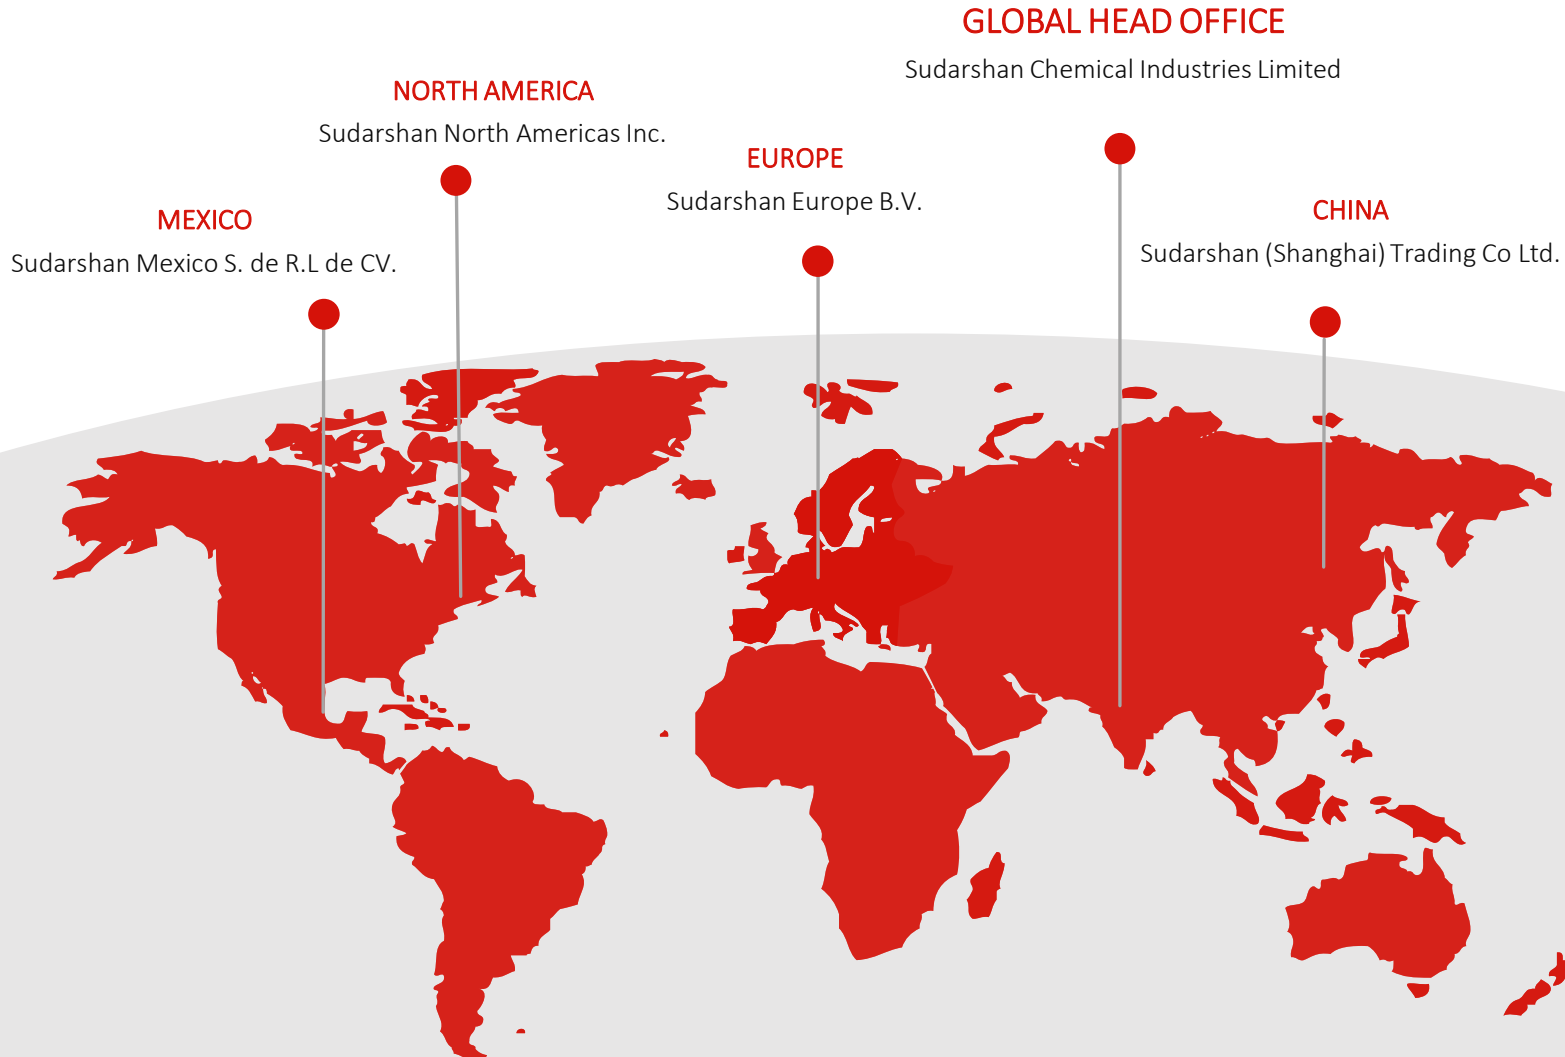 GLOBAL HEAD OFFICE
Sudarshan Chemical Industries Limited
NORTH AMERICA
Sudarshan North Americas Inc.
EUROPE
Sudarshan Europe B.V.
MEXICO
Sudarshan Mexico S. de R.L de CV.
CHINA
Sudarshan (Shanghai) Trading Co Ltd.